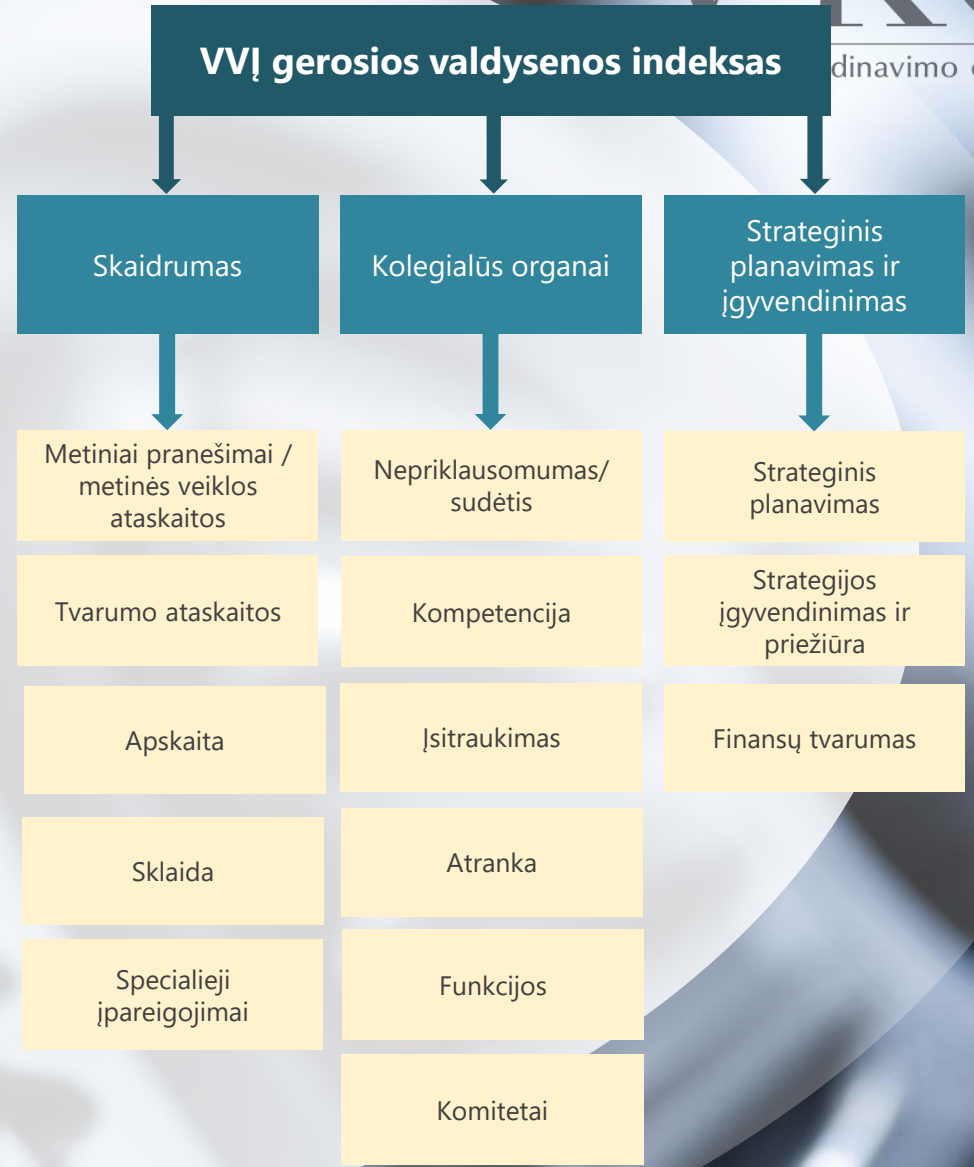 VVĮ gerosios valdysenos indeksas
dinavimo
Skaidrumas
Metiniai pranešimai /
metinės veiklos
ataskaitos
Tvarumo ataskaitos
Apskaita
Sklaida
Specialieji
įpareigojimai
Kolegialūs organai
Nepriklausomumas/
sudėtis
Kompetencija
Įsitraukimas
Atranka
Funkcijos
Komitetai
Strateginis
planavimas ir
įgyvendinimas
Strateginis
planavimas
Strategijos
įgyvendinimas ir
priežiūra
Finansų tvarumas